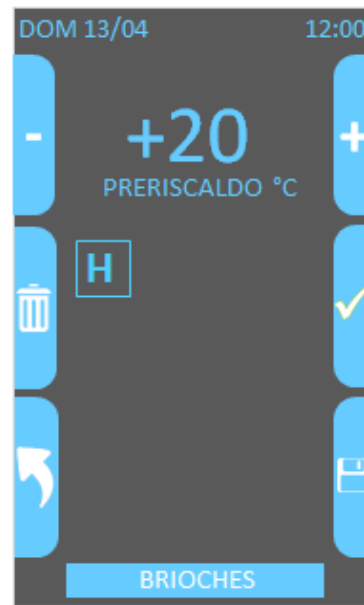 DOM 13/04 12:00
- +20 +
PRERISCALDO °C
H
BRIOCHES